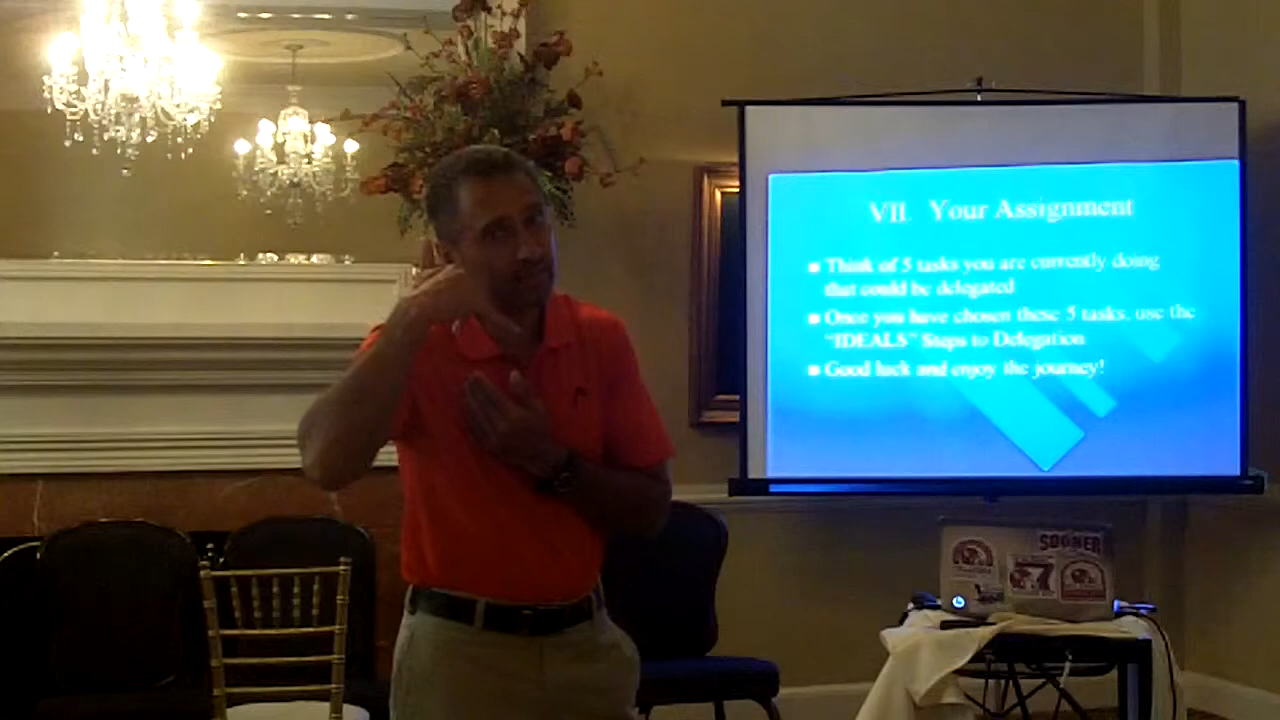 VII. Your Assignment
Think of 5 tasks you are currently doing
that could be delegated
Once you have chosen these 5 tasks, use the
"IDEALS" Steps to Delegation
Good luck and enjoy the journey!
SOONER
67